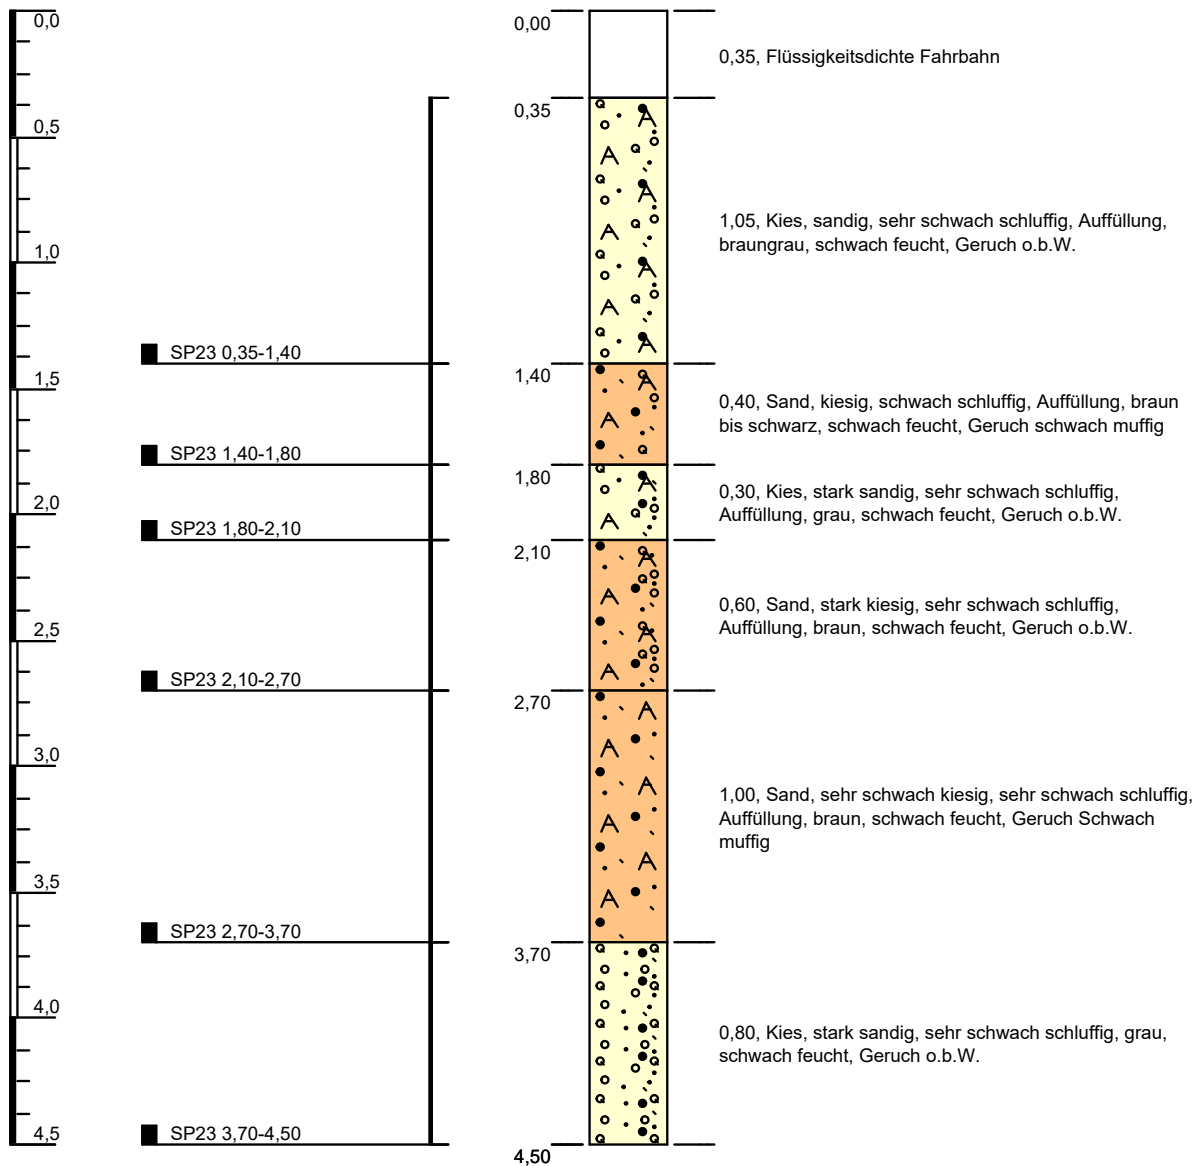 0,0
0,5
1,0
1,5
2,0
2,5
3,0
3,5
4,0
4,5
SP23 0,35-1,40
SP23 1,40-1,80
SP23 1,80-2,10
SP23 2,10-2,70
SP23 2,70-3,70
SP23 3,70-4,50
0,00
0,35
1,40
1,80
2,10
2,70
3,70
4,50
0,35, Flüssigkeitsdichte Fahrbahn
1,05, Kies, sandig, sehr schwach schluffig, Auffüllung,
braungrau, schwach feucht, Geruch o.b.W.
0,40, Sand, kiesig, schwach schluffig, Auffüllung, braun
bis schwarz, schwach feucht, Geruch schwach muffig
0,30, Kies, stark sandig, sehr schwach schluffig,
Auffüllung, grau, schwach feucht, Geruch o.b.W.
0,60, Sand, stark kiesig, sehr schwach schluffig,
Auffüllung, braun, schwach feucht, Geruch o.b.W.
1,00, Sand, sehr schwach kiesig, sehr schwach schluffig,
Auffüllung, braun, schwach feucht, Geruch Schwach
muffig
0,80, Kies, stark sandig, sehr schwach schluffig, grau,
schwach feucht, Geruch o.b.W.